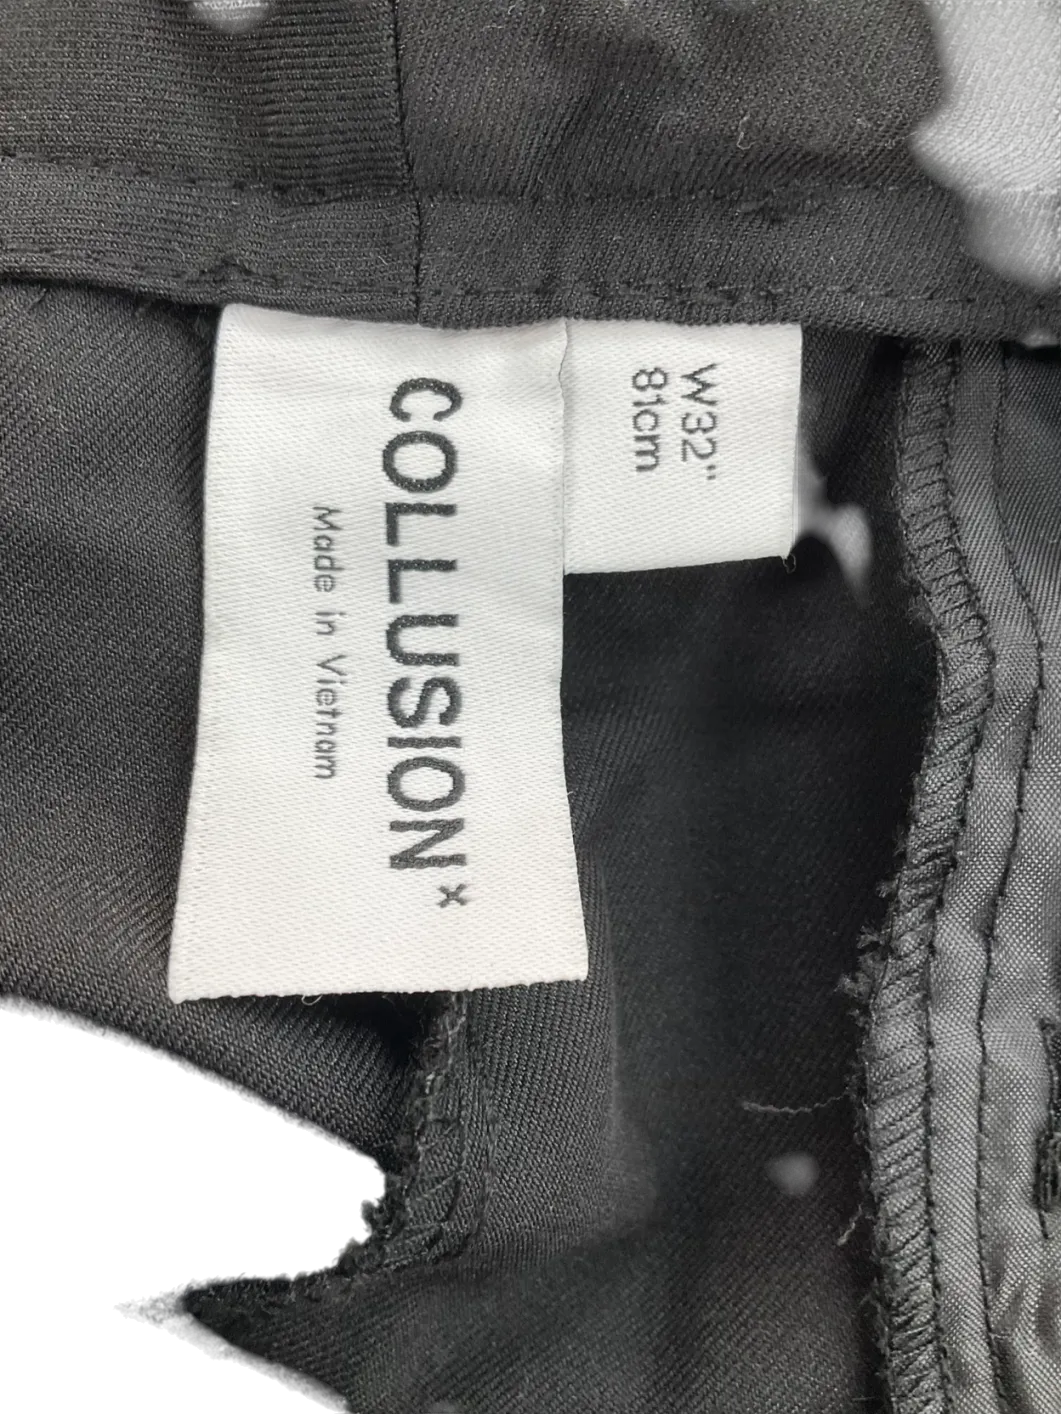 COLLUSION x
Made in Vietnam
W32"
81cm